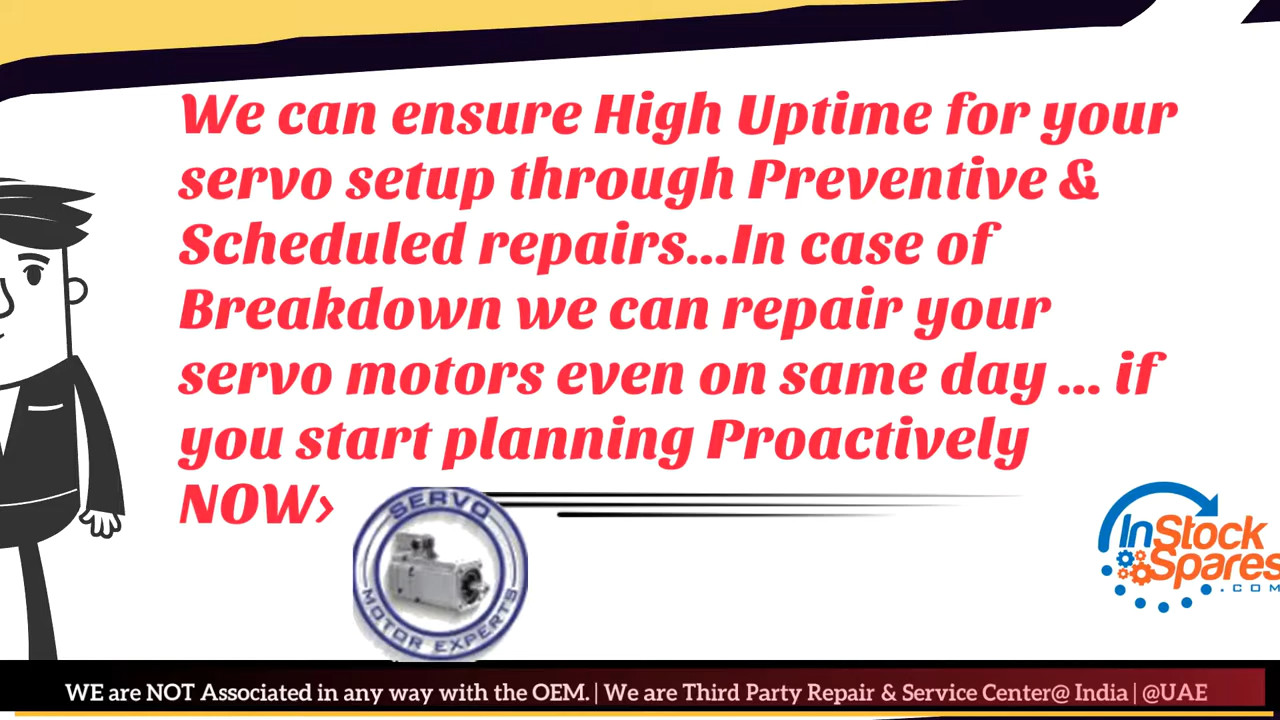 We can ensure High Uptime for your
servo setup through Preventive &
Scheduled repairs...In case of
Breakdown we can repair your
servo motors even on same day ... if
you start planning Proactively
NOW>
SERVO
MOTOR EXPERTS
InStock
Spares
.COM
WE are NOT Associated in any way with the OEM. | We are Third Party Repair & Service Center@ India | @UAE